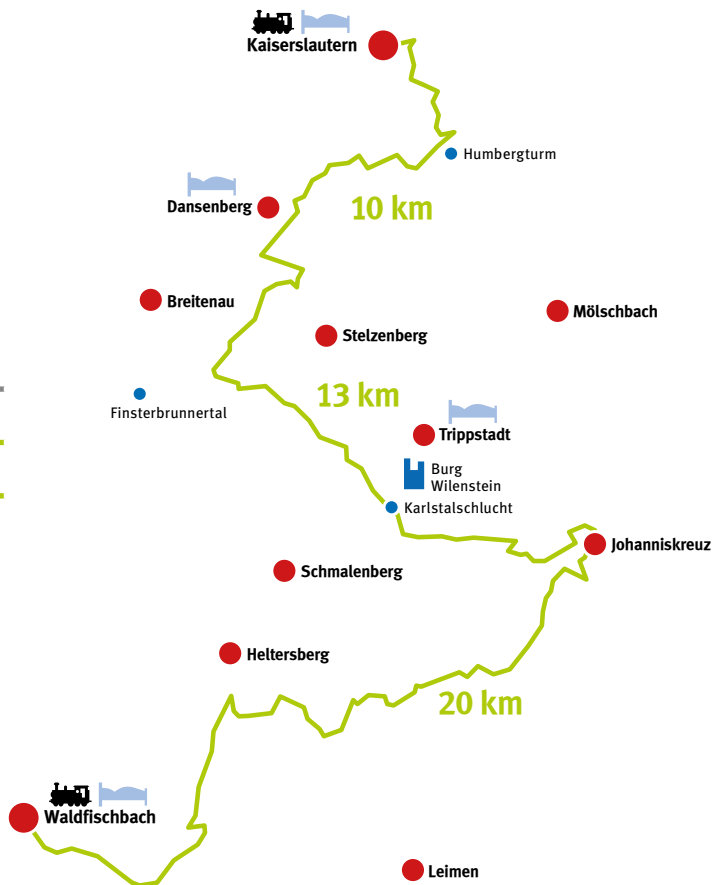 Kaiserslautern
Humbergturm
Dansenberg
10 km
Breitenau
Mölschbach
Stelzenberg
13 km
Finsterbrunnertal
Trippstadt
Burg
Wilenstein
Karlstalschlucht
Johanniskreuz
Schmalenberg
Heltersberg
20 km
Waldfischbach
Leimen